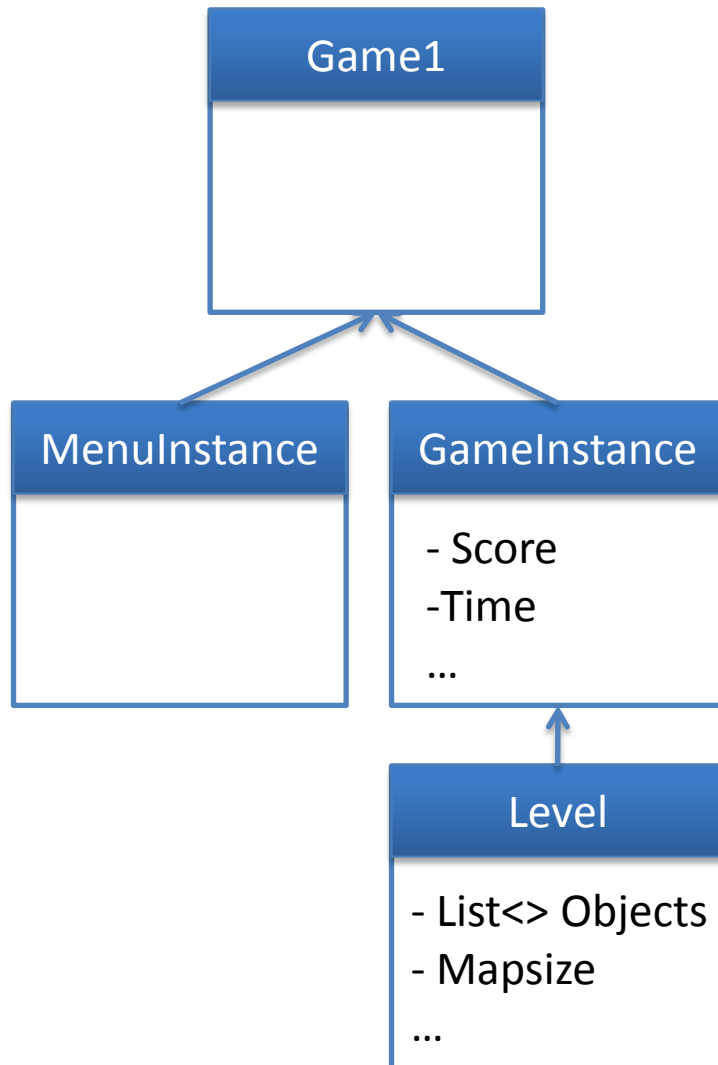 Game1
MenuInstance
GameInstance
- Score
-Time
...
Level
- List<> Objects
- Mapsize
...